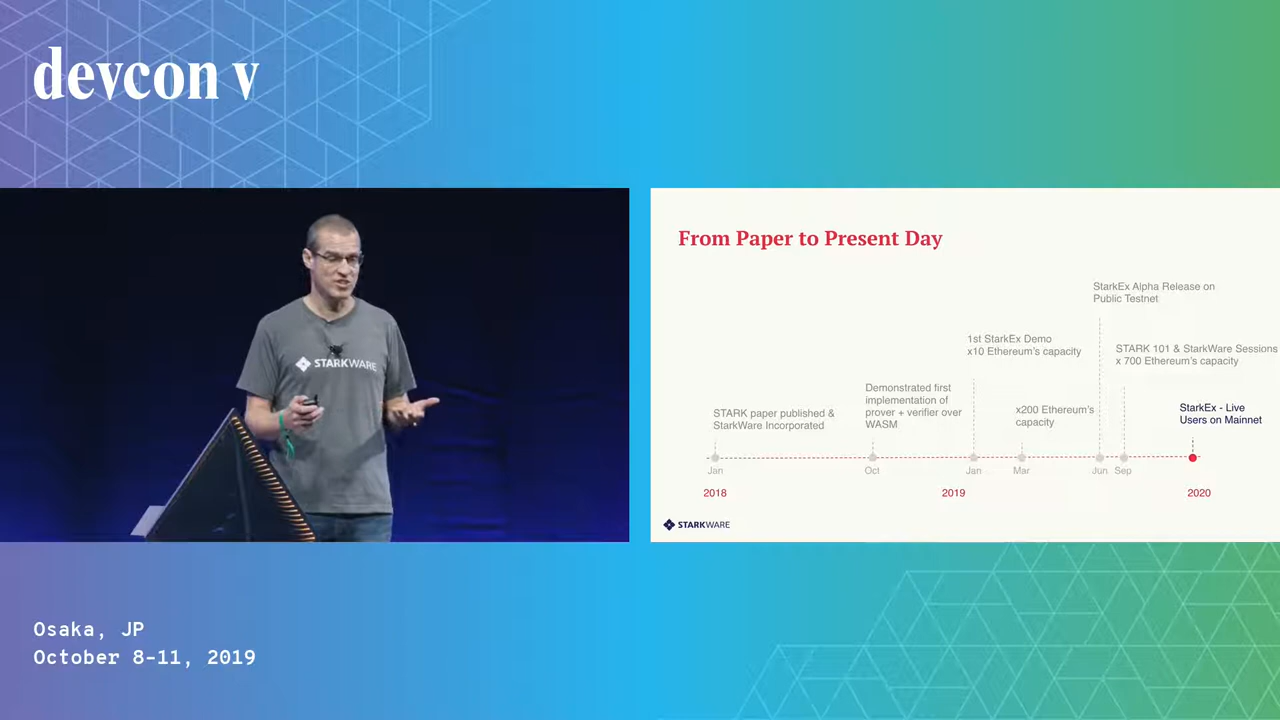 devcon v
STARKWARE
From Paper to Present Day
StarkEx Alpha Release on
Public Testnet
1st StarkEx Demo
x10 Ethereum's capacity
STARK 101 & StarkWare Sessions
x 700 Ethereum's capacity
Demonstrated first
implementation of
prover + verifier over
WASM
STARK paper published &
StarkWare Incorporated
x200 Ethereum's
capacity
StarkEx - Live
Users on Mainnet
Jan
Oct
Jan
Mar
Jun
Sep
2018
2019
2020
STARKWARE
Osaka, JP
October 8-11, 2019